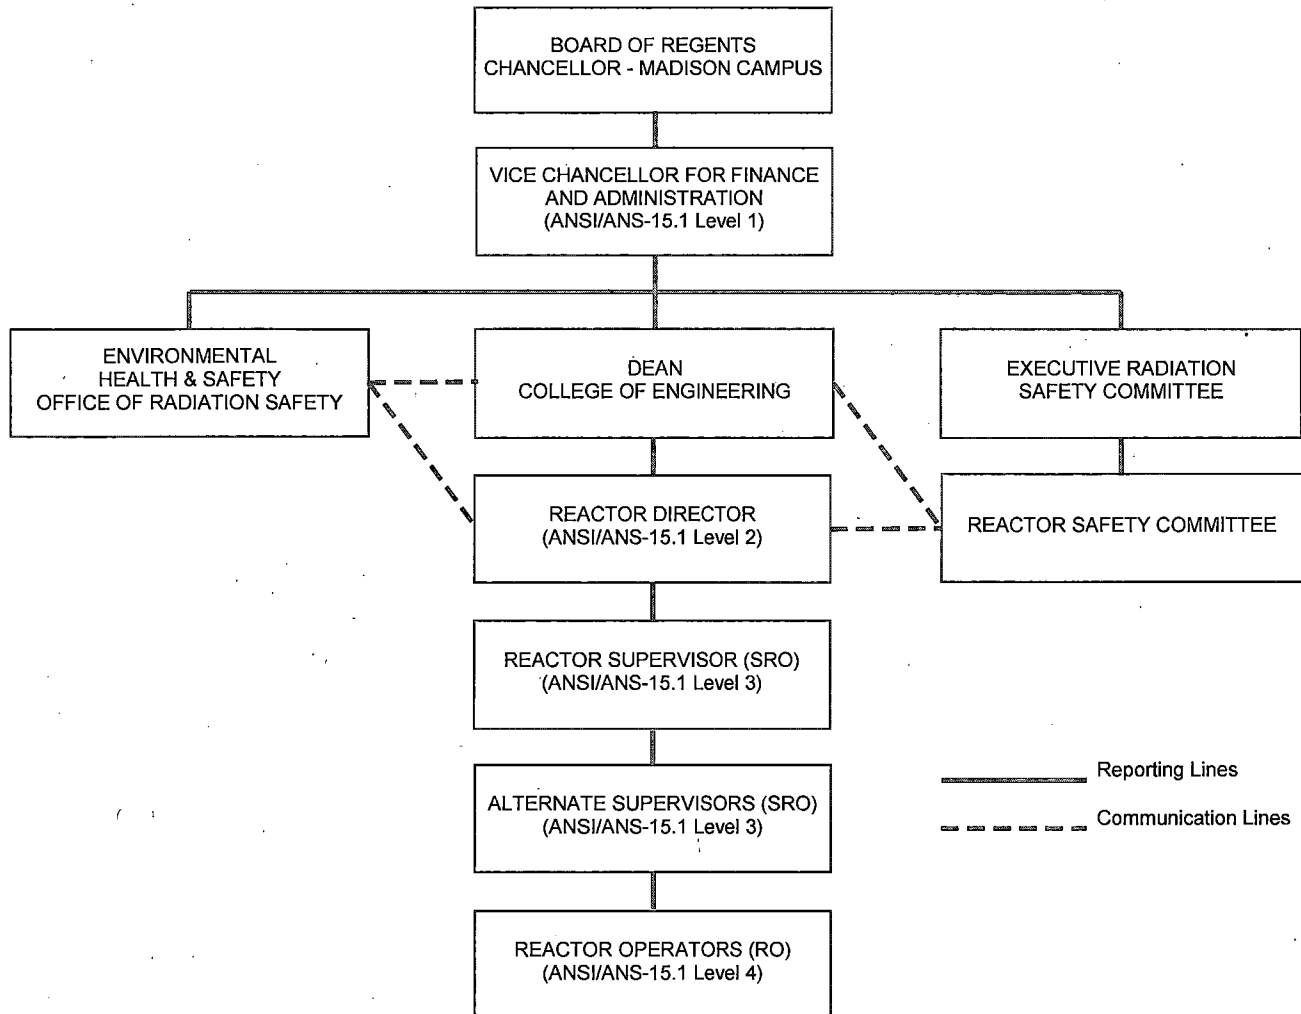 BOARD OF REGENTS
CHANCELLOR - MADISON CAMPUS
VICE CHANCELLOR FOR FINANCE
AND ADMINISTRATION
(ANSI/ANS-15.1 Level 1)
ENVIRONMENTAL
HEALTH & SAFETY
OFFICE OF RADIATION SAFETY
DEAN
COLLEGE OF ENGINEERING
EXECUTIVE RADIATION
SAFETY COMMITTEE
REACTOR DIRECTOR
(ANSI/ANS-15.1 Level 2)
REACTOR SAFETY COMMITTEE
REACTOR SUPERVISOR (SRO)
(ANSI/ANS-15.1 Level 3)
Reporting Lines
Communication Lines
ALTERNATE SUPERVISORS (SRO)
(ANSI/ANS-15.1 Level 3)
REACTOR OPERATORS (RO)
(ANSI/ANS-15.1 Level 4)